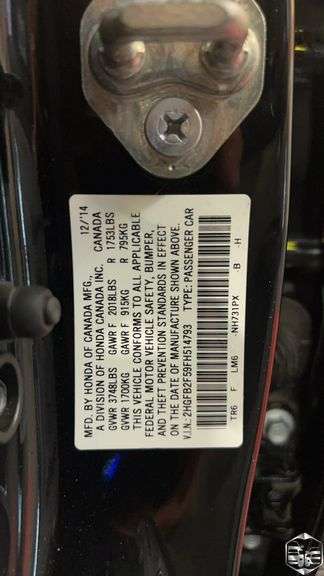 MFD. BY HONDA OF CANADA MFG. 12/'14
A DIVISION OF HONDA CANADA INC. CANADA
GVWR 3748LBS GAWR F 2018LBS R 1753LBS
GVWR 1700KG GAWR F 915KG R 795KG
THIS VEHICLE CONFORMS TO ALL APPLICABLE
FEDERAL MOTOR VEHICLE SAFETY, BUMPER,
AND THEFT PREVENTION STANDARDS IN EFFECT
ON THE DATE OF MANUFACTURE SHOWN ABOVE.
V.I.N.:2HGFB2F59FH514793 TYPE:PASSENGER CAR
TR6 F LM6 -NH731PX B -H